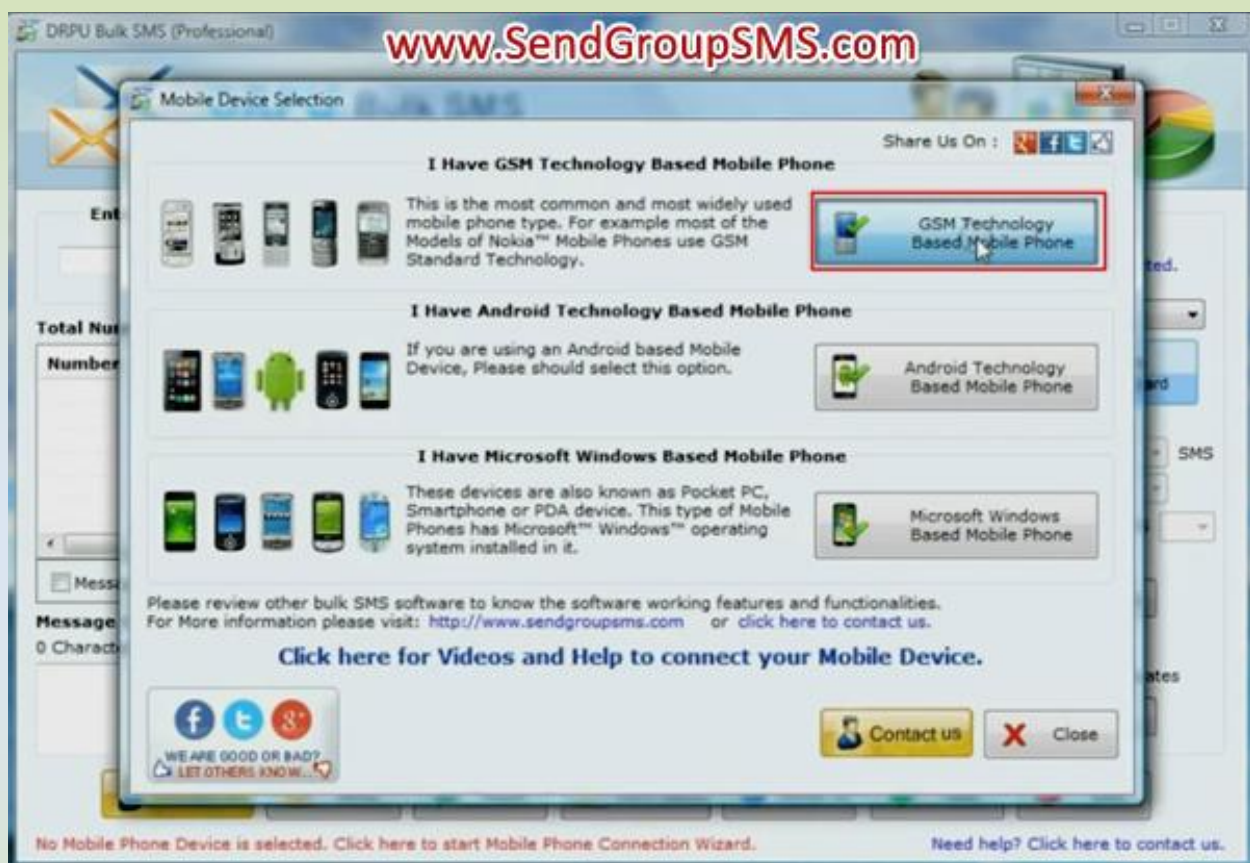 DRPU Bulk SMS (Professional)
www.SendGroupSMS.com
Mobile Device Selection
Bulk SMS
Share Us On :
I Have GSM Technology Based Mobile Phone
This is the most common and most widely used
mobile phone type. For example most of the
Models of Nokia™ Mobile Phones use GSM
Standard Technology.
GSM Technology
Based Mobile Phone
I Have Android Technology Based Mobile Phone
If you are using an Android based Mobile
Device, Please should select this option.
Android Technology
Based Mobile Phone
I Have Microsoft Windows Based Mobile Phone
These devices are also known as Pocket PC,
Smartphone or PDA device. This type of Mobile
Phones has Microsoft™ Windows™ operating
system installed in it.
Microsoft Windows
Based Mobile Phone
Please review other bulk SMS software to know the software working features and functionalities.
For More information please visit: http://www.sendgroupsms.com or click here to contact us.
Click here for Videos and Help to connect your Mobile Device.
WE ARE GOOD OR BAD?
LET OTHERS KNOW...
Contact us
Close
Ent
ted.
Total Nu
Number
ard
SMS
Messa
Message
0 Charact
ates
No Mobile Phone Device is selected. Click here to start Mobile Phone Connection Wizard.
Need help? Click here to contact us.